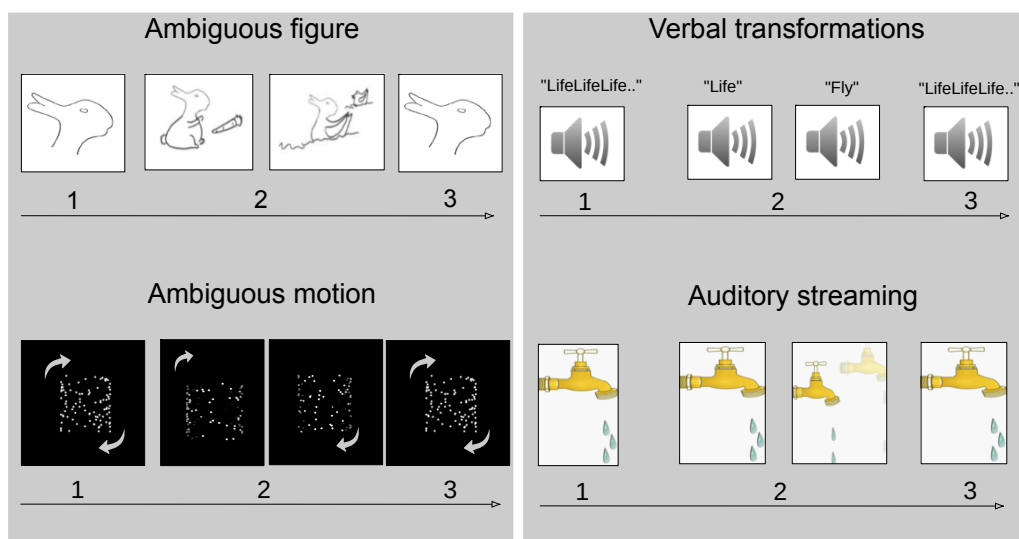 Ambiguous figure
1 2 3
Ambiguous motion
1 2 3
Verbal transformations
"LifeLifeLife.." "Life" "Fly" "LifeLifeLife.."
1 2 3
Auditory streaming
1 2 3